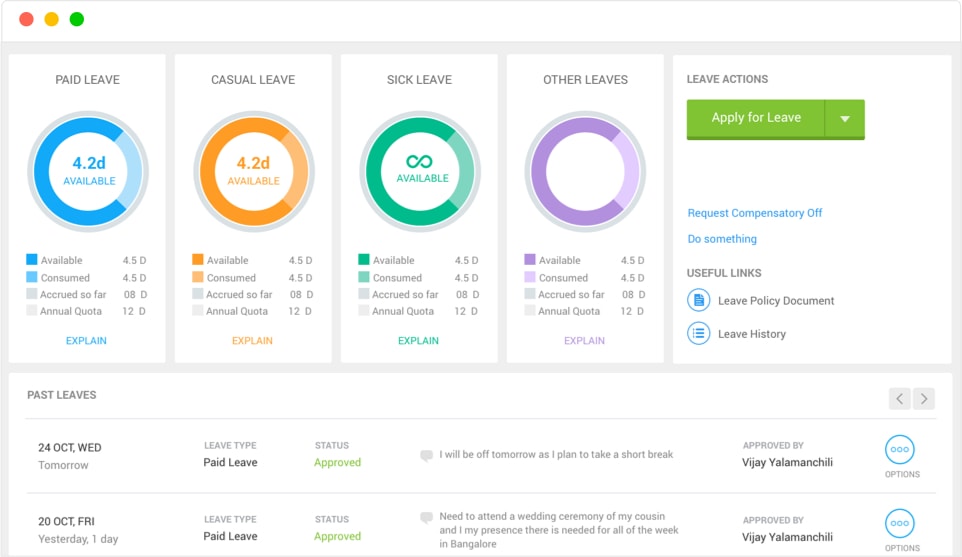 PAID LEAVE
4.2d
AVAILABLE
Available 4.5 D
Consumed 4.5 D
Accrued so far 08 D
Annual Quota 12 D
EXPLAIN
CASUAL LEAVE
4.2d
AVAILABLE
Available 4.5 D
Consumed 4.5 D
Accrued so far 08 D
Annual Quota 12 D
EXPLAIN
SICK LEAVE
∞
AVAILABLE
Available 4.5 D
Consumed 4.5 D
Accrued so far 08 D
Annual Quota 12 D
EXPLAIN
OTHER LEAVES
Available 4.5 D
Consumed 4.5 D
Accrued so far 08 D
Annual Quota 12 D
EXPLAIN
LEAVE ACTIONS
Apply for Leave
Request Compensatory Off
Do something
USEFUL LINKS
Leave Policy Document
Leave History
PAST LEAVES
24 OCT, WED
Tomorrow
LEAVE TYPE
Paid Leave
STATUS
Approved
I will be off tomorrow as I plan to take a short break
APPROVED BY
Vijay Yalamanchili
OPTIONS
20 OCT, FRI
Yesterday, 1 day
LEAVE TYPE
Paid Leave
STATUS
Approved
Need to attend a wedding ceremony of my cousin
and I my presence there is needed for all of the week
in Bangalore
APPROVED BY
Vijay Yalamanchili
OPTIONS